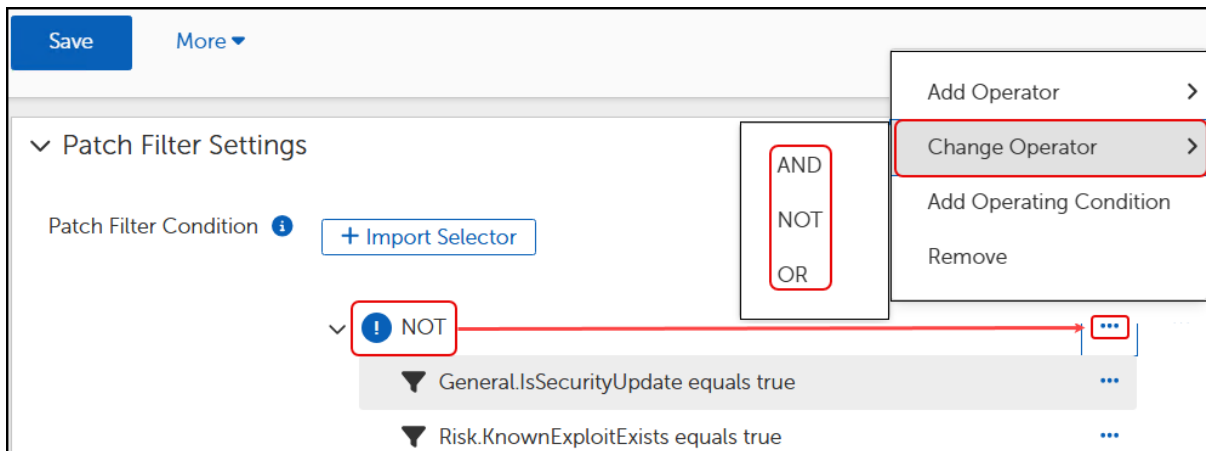 Save
More
Add Operator
Patch Filter Settings
Change Operator
AND
Add Operating Condition
NOT
Patch Filter Condition
+ Import Selector
Remove
OR
! NOT
General.IsSecurityUpdate equals true
Risk.KnownExploitExists equals true